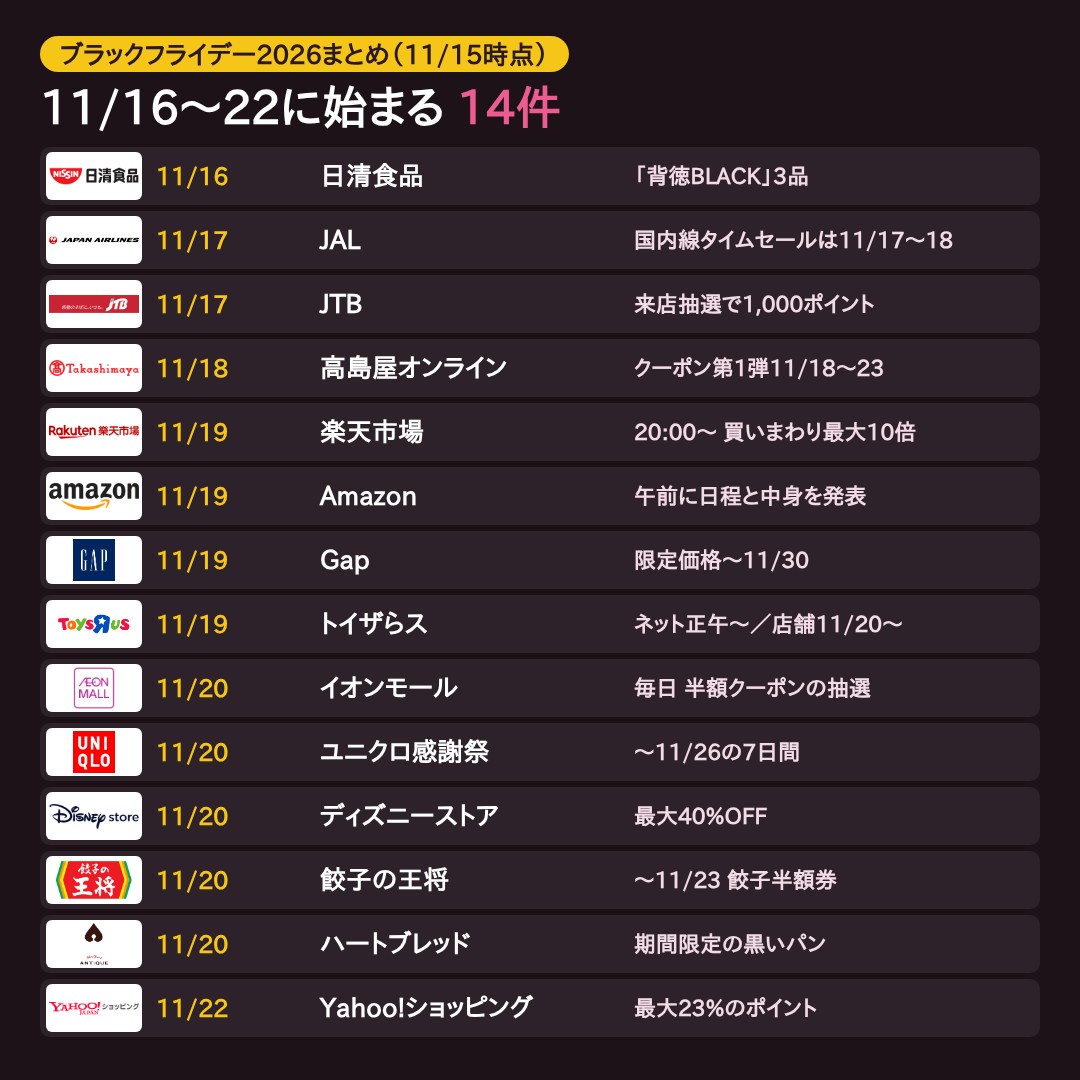 ブラックフライデー2026まとめ（11/15時点）
11/16〜22に始まる 14件
NISSIN 日清食品 11/16 日清食品 「背徳BLACK」3品
JAPAN AIRLINES 11/17 JAL 国内線タイムセールは11/17〜18
JTB 11/17 JTB 来店抽選で1,000ポイント
髙 Takashimaya 11/18 高島屋オンライン クーポン第1弾11/18〜23
Rakuten 楽天市場 11/19 楽天市場 20:00〜 買いまわり最大10倍
amazon 11/19 Amazon 午前に日程と中身を発表
GAP 11/19 Gap 限定価格〜11/30
ToysЯus 11/19 トイザらス ネット正午〜／店舗11/20〜
ÆON MALL 11/20 イオンモール 毎日 半額クーポンの抽選
UNIQLO 11/20 ユニクロ感謝祭 〜11/26の7日間
Disney store 11/20 ディズニーストア 最大40%OFF
餃子の王将 11/20 餃子の王将 〜11/23 餃子半額券
ANTIQUE 11/20 ハートブレッド 期間限定の黒いパン
YAHOO! JAPAN ショッピング 11/22 Yahoo!ショッピング 最大23%のポイント